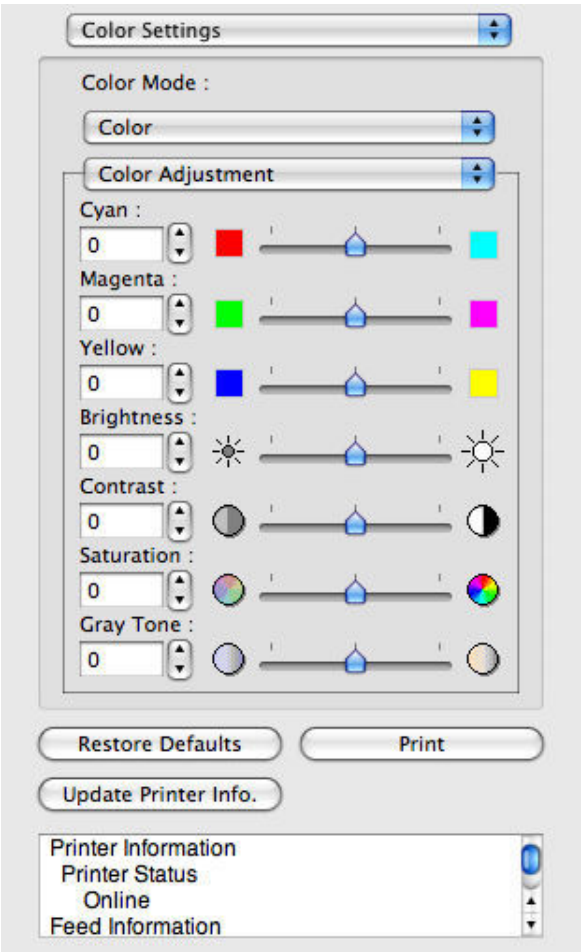 Color Settings
Color Mode :
Color
Color Adjustment
Cyan :
0
Magenta :
0
Yellow :
0
Brightness :
0
Contrast :
0
Saturation :
0
Gray Tone :
0
Restore Defaults
Print
Update Printer Info.
Printer Information
Printer Status
Online
Feed Information